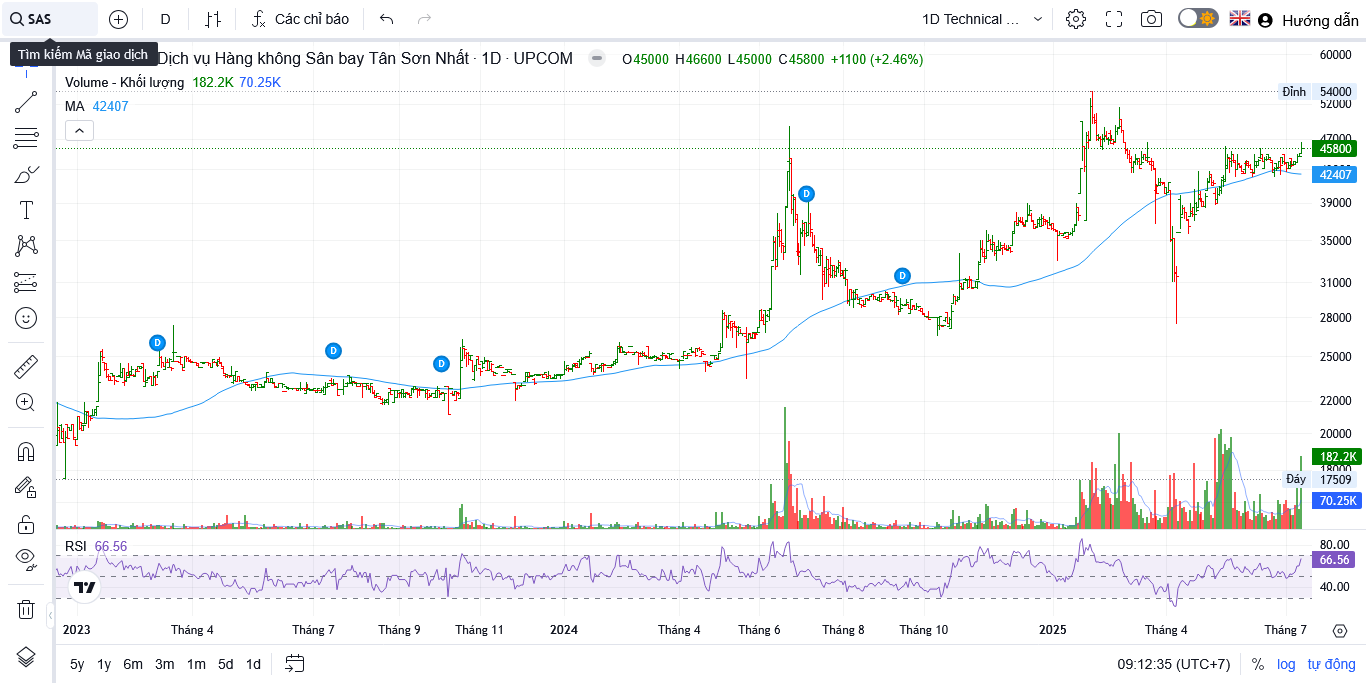 SAS
D
Các chỉ báo
1D Technical ...
Hướng dẫn
Tìm kiếm Mã giao dịch
Dịch vụ Hàng không Sân bay Tân Sơn Nhất · 1D · UPCOM
O45000 H46600 L45000 C45800 +1100 (+2.46%)
Volume - Khối lượng 182.2K 70.25K
MA 42407
60000
Đỉnh 54000
52000
47000
45800
42407
39000
35000
31000
28000
25000
22000
20000
182.2K
18000
Đáy 17509
70.25K
D
D
D
D
D
RSI 66.56
80.00
66.56
40.00
2023 Tháng 4 Tháng 7 Tháng 9 Tháng 11 2024 Tháng 4 Tháng 6 Tháng 8 Tháng 10 2025 Tháng 4 Tháng 7
5y 1y 6m 3m 1m 5d 1d
09:12:35 (UTC+7) % log tự động